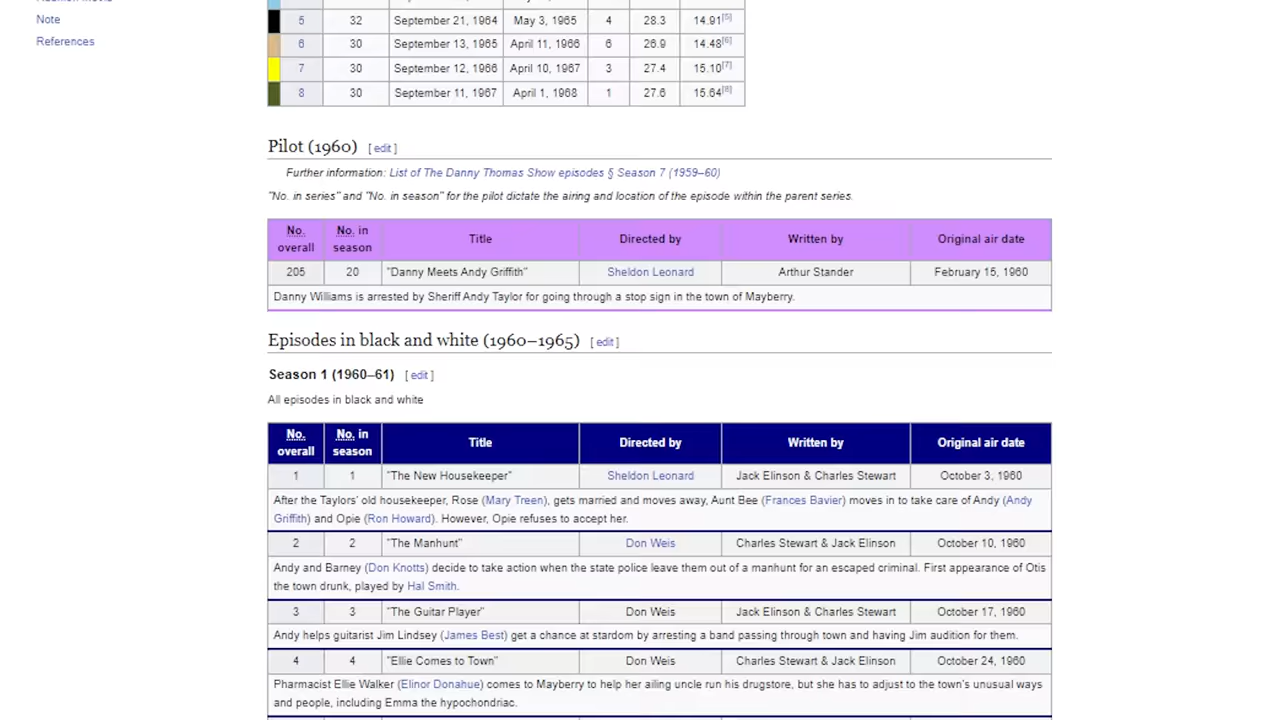 Note
References
5 32 September 21, 1964 May 3, 1965 4 28.3 14.91[5]
6 30 September 13, 1965 April 11, 1966 6 26.9 14.48[6]
7 30 September 12, 1966 April 10, 1967 3 27.4 15.10[7]
8 30 September 11, 1967 April 1, 1968 1 27.6 15.64[8]
Pilot (1960) [ edit ]
Further information: List of The Danny Thomas Show episodes § Season 7 (1959–60)
"No. in series" and "No. in season" for the pilot dictate the airing and location of the episode within the parent series.
No. overall No. in season Title Directed by Written by Original air date
205 20 "Danny Meets Andy Griffith" Sheldon Leonard Arthur Stander February 15, 1960
Danny Williams is arrested by Sheriff Andy Taylor for going through a stop sign in the town of Mayberry.
Episodes in black and white (1960–1965) [ edit ]
Season 1 (1960–61) [ edit ]
All episodes in black and white
No. overall No. in season Title Directed by Written by Original air date
1 1 "The New Housekeeper" Sheldon Leonard Jack Elinson & Charles Stewart October 3, 1960
After the Taylors' old housekeeper, Rose (Mary Treen), gets married and moves away, Aunt Bee (Frances Bavier) moves in to take care of Andy (Andy
Griffith) and Opie (Ron Howard). However, Opie refuses to accept her.
2 2 "The Manhunt" Don Weis Charles Stewart & Jack Elinson October 10, 1960
Andy and Barney (Don Knotts) decide to take action when the state police leave them out of a manhunt for an escaped criminal. First appearance of Otis
the town drunk, played by Hal Smith.
3 3 "The Guitar Player" Don Weis Jack Elinson & Charles Stewart October 17, 1960
Andy helps guitarist Jim Lindsey (James Best) get a chance at stardom by arresting a band passing through town and having Jim audition for them.
4 4 "Ellie Comes to Town" Don Weis Charles Stewart & Jack Elinson October 24, 1960
Pharmacist Ellie Walker (Elinor Donahue) comes to Mayberry to help her ailing uncle run his drugstore, but she has to adjust to the town's unusual ways
and people, including Emma the hypochondriac.